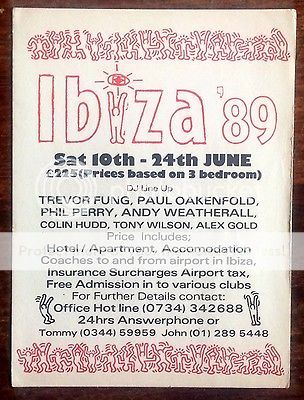 Ibiza '89
Sat 10th - 24th JUNE
£225(Prices based on 3 bedroom)
DJ Line Up
TREVOR FUNG, PAUL OAKENFOLD,
PHIL PERRY, ANDY WEATHERALL,
COLIN HUDD, TONY WILSON, ALEX GOLD
Price Includes;
Hotel / Apartment, Accomodation
Coaches to and from airport in Ibiza,
Insurance Surcharges Airport tax,
Free Admission in to various clubs
For Further Details contact:
Office Hot line (0734) 342688
24hrs Answerphone or
Tommy (0344) 59959 John (01) 289 5448